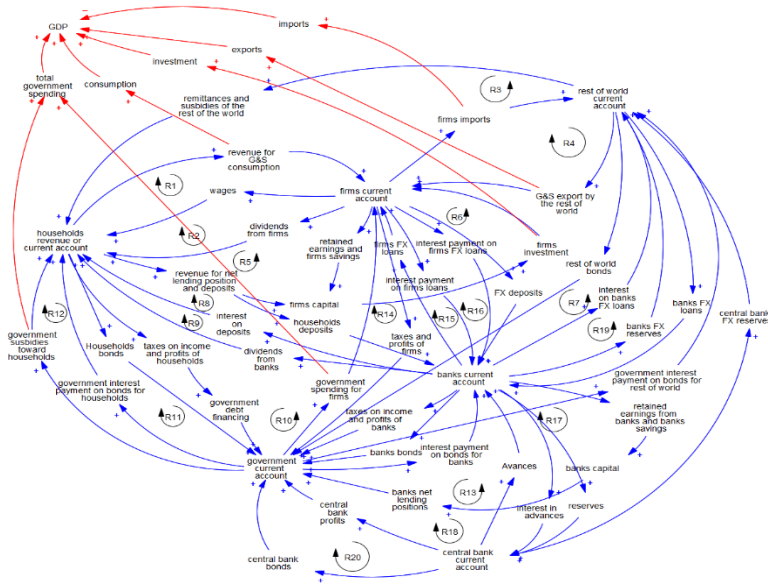 imports
GDP
exports
investment
total
government
spending
consumption
remittances and
susbidies of the
rest of the world
R3
rest of world
current
account
firms imports
R4
revenue for
G&S
consumption
R1
wages
firms current
account
G&S export by
the rest of
world
households
revenue or
current account
R2
dividends
from firms
R6
retained
earnings and
firms savings
firms FX
loans
interest payment on
firms FX loans
firms
investment
R5
revenue for net
lending position
and deposits
R8
interest payment
on firms loans
rest of world
bonds
FX deposits
R7
interest
on banks
FX loans
firms capital
banks FX
loans
R12
R9
interest
on
deposits
households
deposits
R14
R15
R16
R19
banks FX
reserves
central bank
FX reserves
government
susbidies
toward
households
Households
bonds
taxes on income
and profits of
households
dividends
from
banks
taxes and
profits of
firms
banks current
account
government interest
payment on bonds for
rest of world
government interest
payment on bonds for
households
government
spending for
firms
R11
government
debt
financing
R10
taxes on income
and profits of
banks
R17
retained
earnings from
banks and banks
savings
government
current
account
banks bonds
interest payment
on bonds for
banks
Avances
banks capital
central
bank
profits
banks net
lending
positions
R13
interest in
advances
reserves
R18
central bank
bonds
R20
central bank
current
account